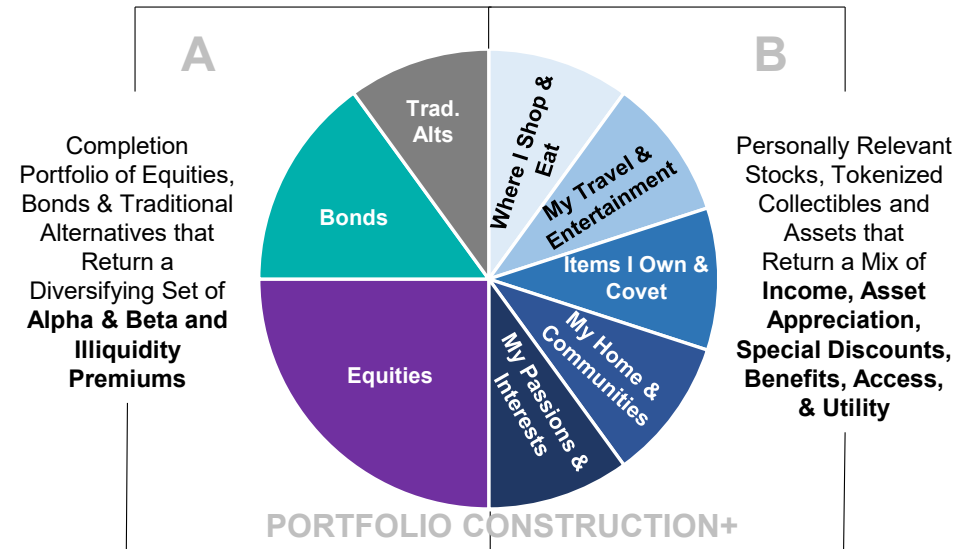 A
B
Completion
Portfolio of Equities,
Bonds & Traditional
Alternatives that
Return a
Diversifying Set of
Alpha & Beta and
Illiquidity
Premiums
Trad.
Alts
Bonds
Equities
Where I Shop &
Eat
My Travel &
Entertainment
Items I Own &
Covet
My Home &
Communities
My Passions &
Interests
Personally Relevant
Stocks, Tokenized
Collectibles and
Assets that
Return a Mix of
Income, Asset
Appreciation,
Special Discounts,
Benefits, Access,
& Utility
PORTFOLIO CONSTRUCTION+